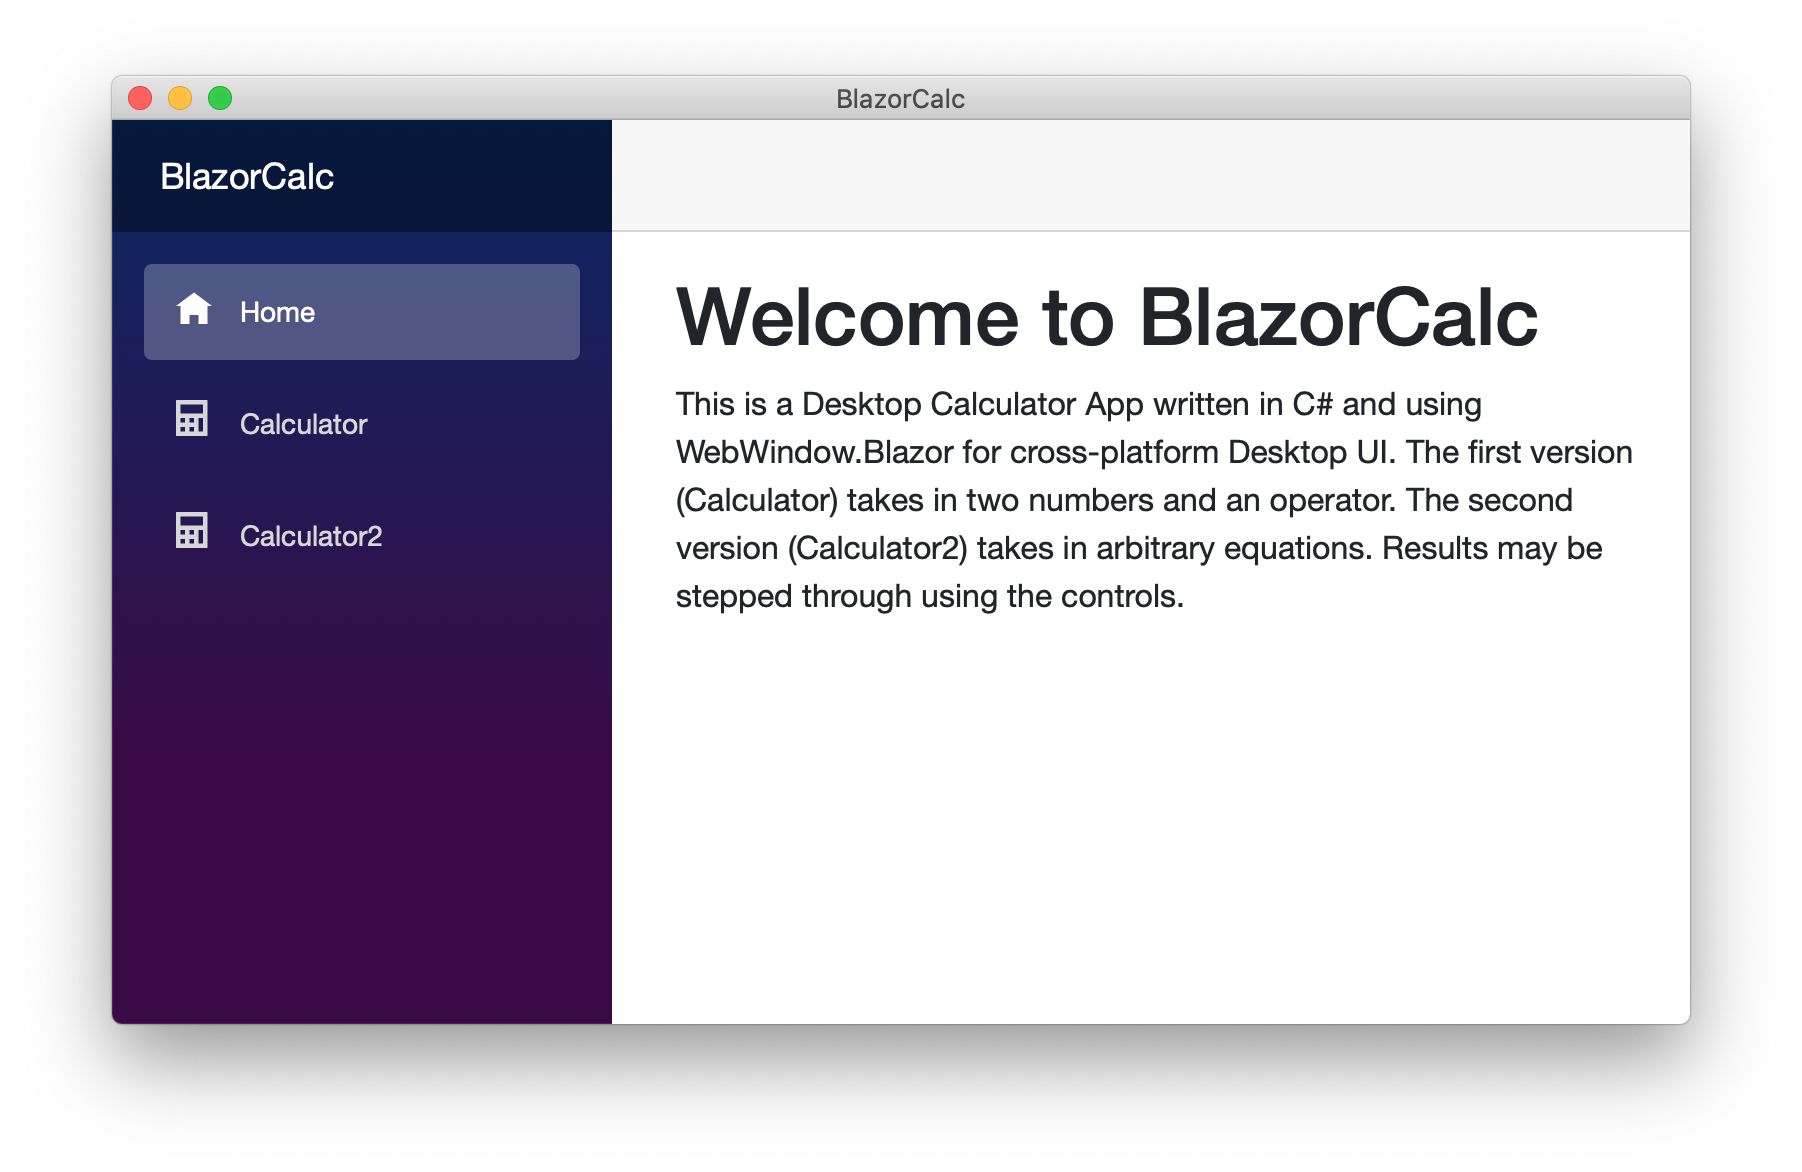 BlazorCalc
BlazorCalc
Home
Calculator
Calculator2
Welcome to BlazorCalc
This is a Desktop Calculator App written in C# and using
WebWindow.Blazor for cross-platform Desktop UI. The first version
(Calculator) takes in two numbers and an operator. The second
version (Calculator2) takes in arbitrary equations. Results may be
stepped through using the controls.